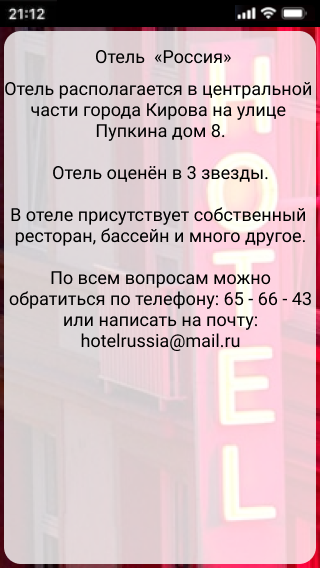 21:12
Отель «Россия»
Отель располагается в центральной
части города Кирова на улице
Пупкина дом 8.
Отель оценён в 3 звезды.
В отеле присутствует собственный
ресторан, бассейн и много другое.
По всем вопросам можно
обратиться по телефону: 65 - 66 - 43
или написать на почту:
hotelrussia@mail.ru
HOTEL